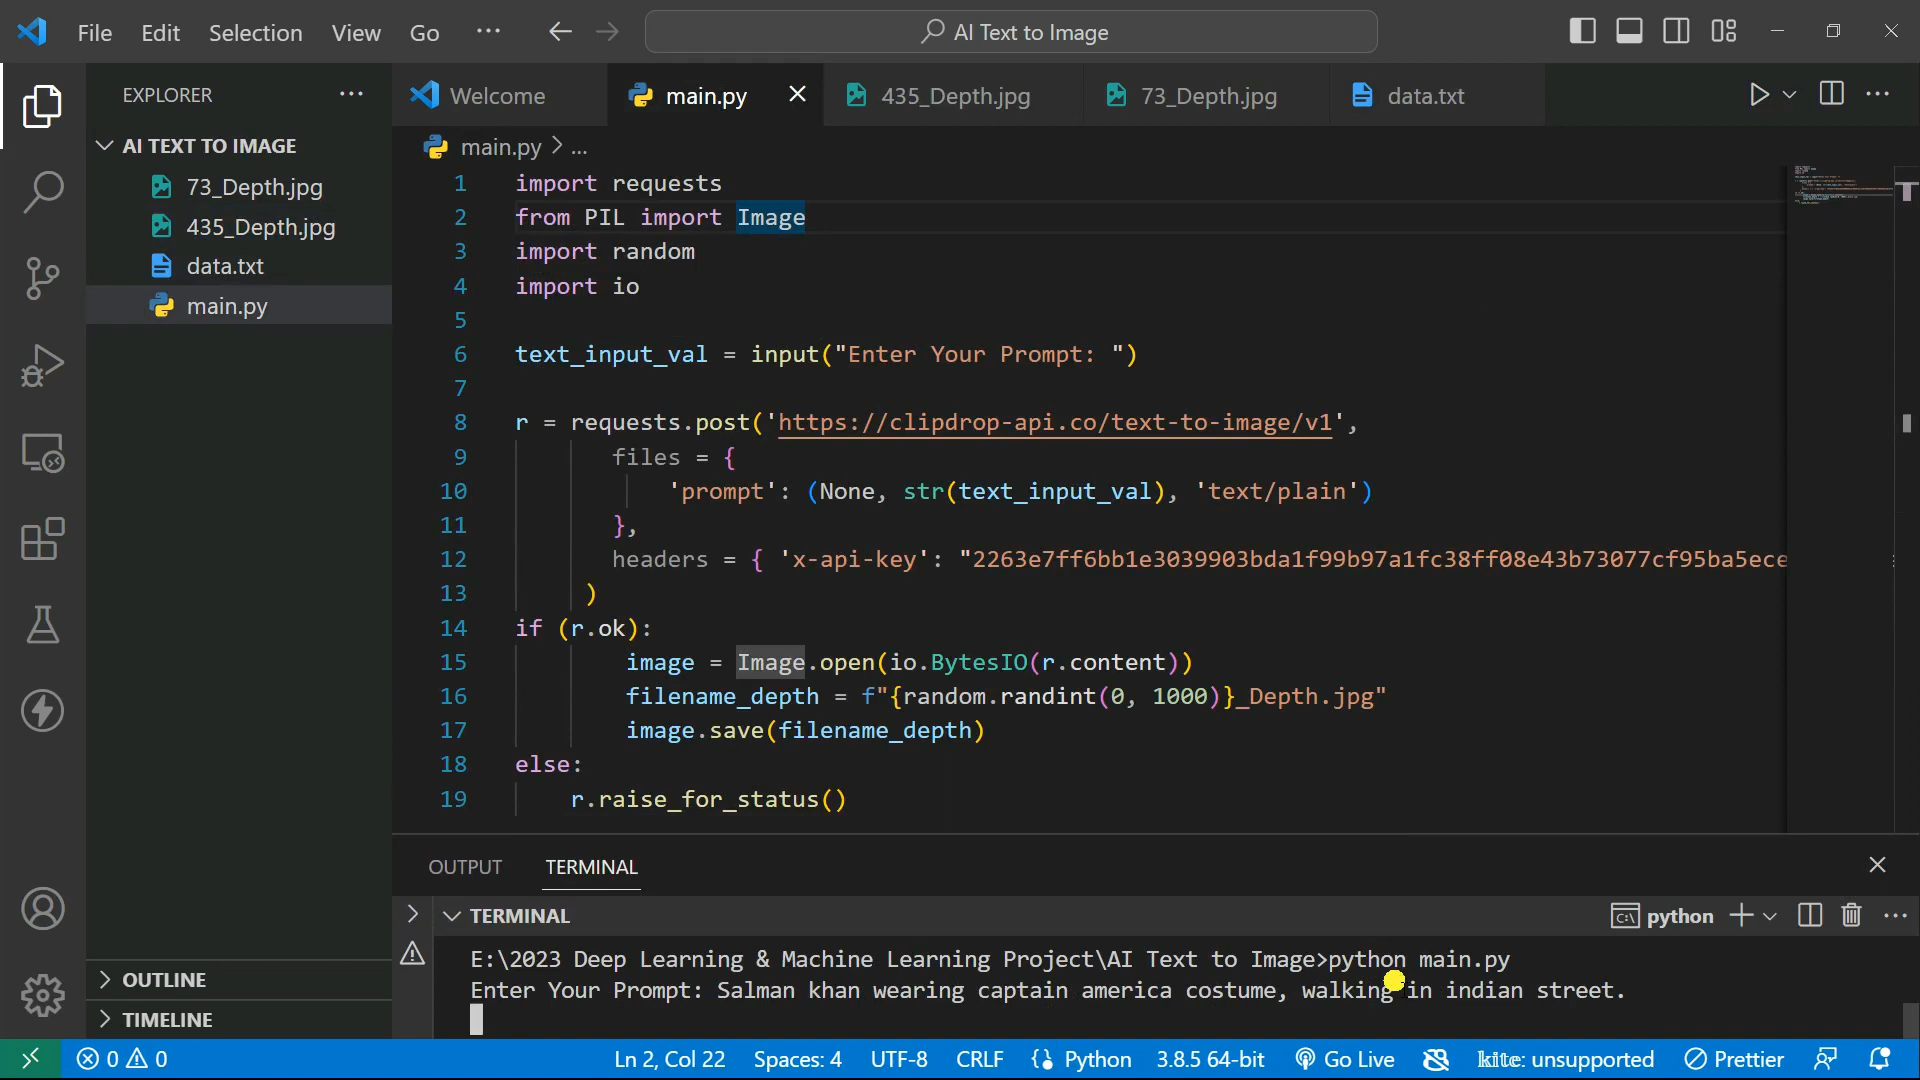 File Edit Selection View Go ··· AI Text to Image
EXPLORER ···
AI TEXT TO IMAGE
73_Depth.jpg
435_Depth.jpg
data.txt
main.py
OUTLINE
TIMELINE
Welcome main.py 435_Depth.jpg 73_Depth.jpg data.txt
main.py > ...
1 import requests
2 from PIL import Image
3 import random
4 import io
5
6 text_input_val = input("Enter Your Prompt: ")
7
8 r = requests.post('https://clipdrop-api.co/text-to-image/v1',
9 files = {
10 'prompt': (None, str(text_input_val), 'text/plain')
11 },
12 headers = { 'x-api-key': "2263e7ff6bb1e3039903bda1f99b97a1fc38ff08e43b73077cf95ba5ece
13 )
14 if (r.ok):
15 image = Image.open(io.BytesIO(r.content))
16 filename_depth = f"{random.randint(0, 1000)}_Depth.jpg"
17 image.save(filename_depth)
18 else:
19 r.raise_for_status()
OUTPUT TERMINAL
TERMINAL python
E:\2023 Deep Learning & Machine Learning Project\AI Text to Image>python main.py
Enter Your Prompt: Salman khan wearing captain america costume, walking in indian street.
0 0 Ln 2, Col 22 Spaces: 4 UTF-8 CRLF Python 3.8.5 64-bit Go Live kite: unsupported Prettier